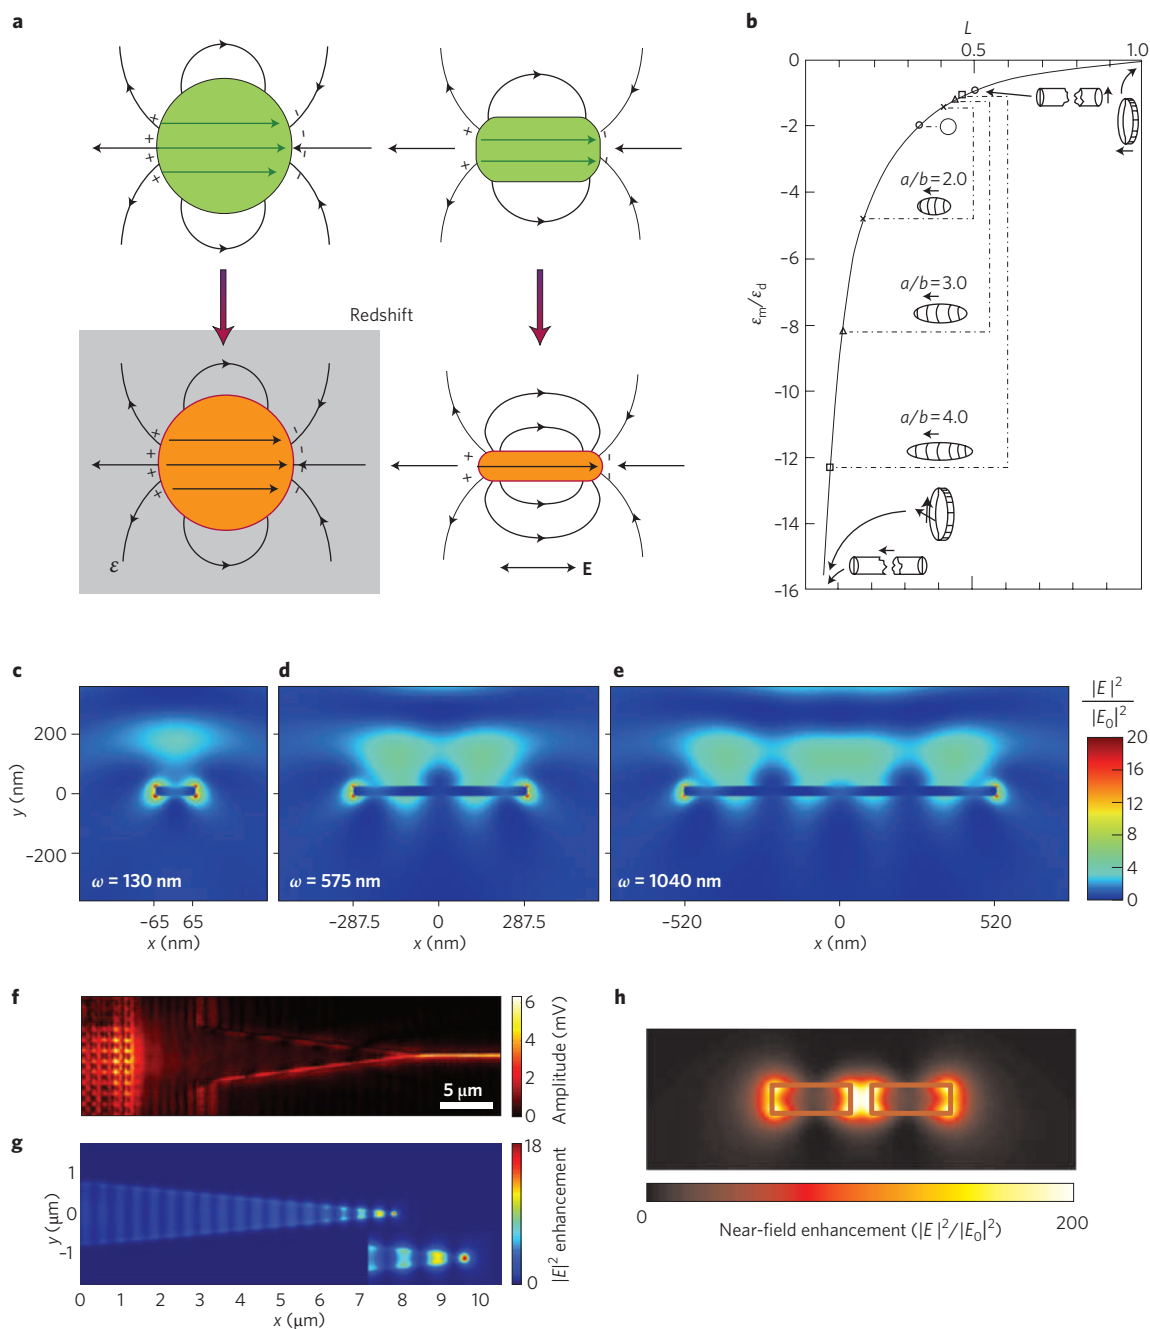 a
Redshift
ε
E
b
L
0.5
1.0
0
-2
-4
-6
-8
-10
-12
-14
-16
εm/εd
a/b=2.0
a/b=3.0
a/b=4.0
c
d
e
|E|²
|E₀|²
200
0
-200
y (nm)
ω = 130 nm
ω = 575 nm
ω = 1040 nm
-65 65
x (nm)
-287.5 0 287.5
x (nm)
-520 0 520
x (nm)
20
16
12
8
4
0
f
5 µm
6
4
2
0
Amplitude (mV)
g
1
0
-1
y (µm)
0 1 2 3 4 5 6 7 8 9 10
x (µm)
18
0
|E|² enhancement
h
0
200
Near-field enhancement (|E|²/|E₀|²)